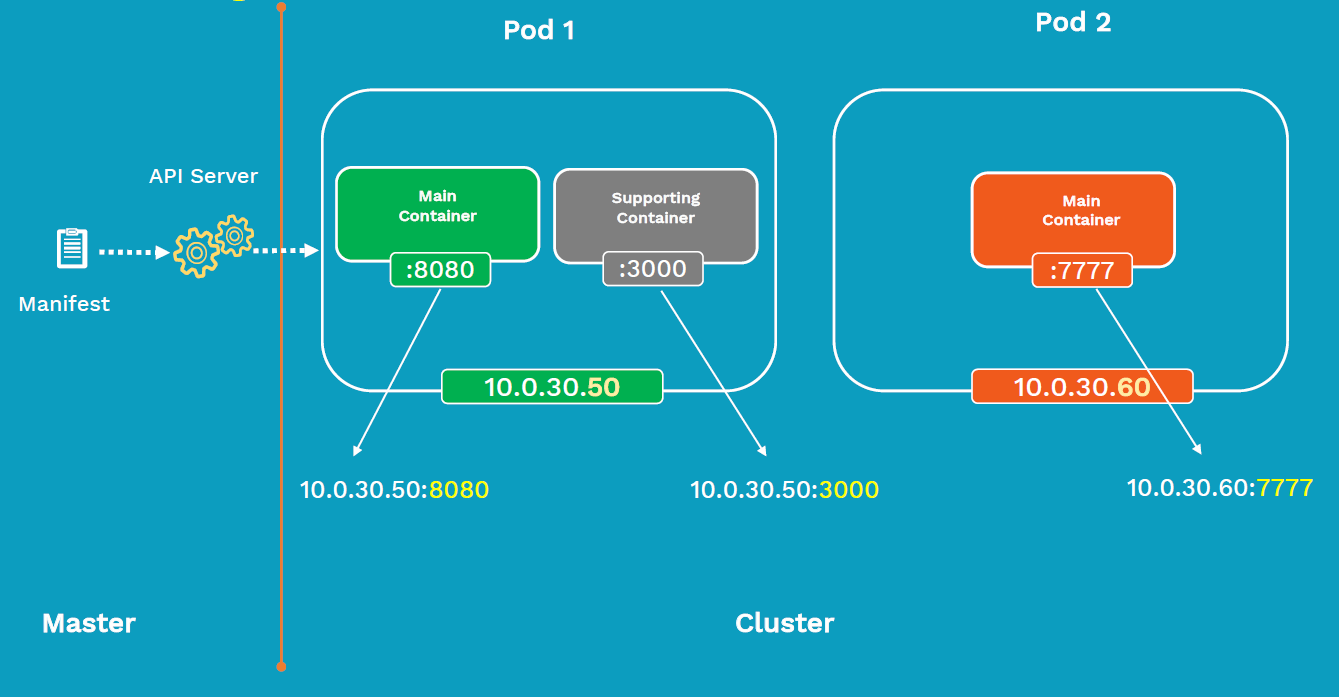 Pod 1
Pod 2
API Server
Manifest
Main
Container
:8080
Supporting
Container
:3000
10.0.30.50
Main
Container
:7777
10.0.30.60
10.0.30.50:8080
10.0.30.50:3000
10.0.30.60:7777
Master
Cluster